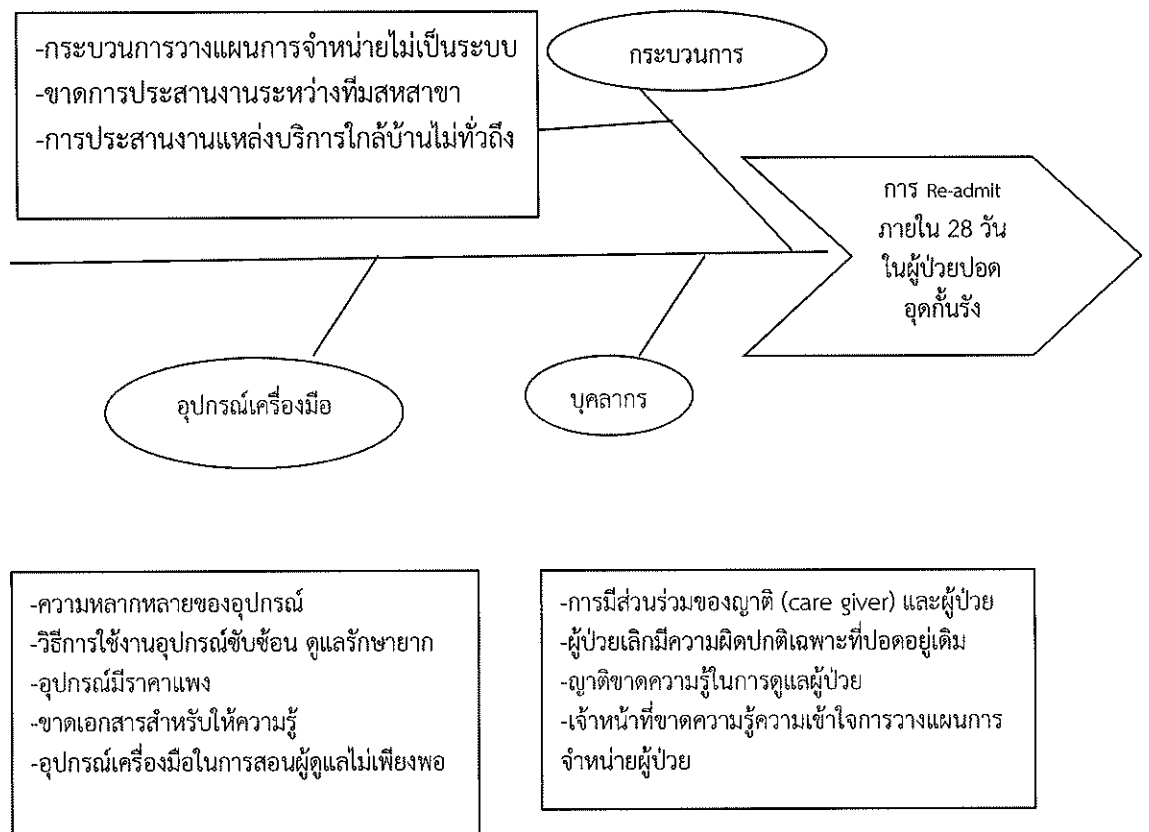 -กระบวนการวางแผนการจำหน่ายไม่เป็นระบบ
-ขาดการประสานงานระหว่างทีมสหสาขา
-การประสานงานแหล่งบริการใกล้บ้านไม่ทั่วถึง
กระบวนการ
การ Re-admit
ภายใน 28 วัน
ในผู้ป่วยปอด
อุดกั้นรัง
อุปกรณ์เครื่องมือ
บุคลากร
-ความหลากหลายของอุปกรณ์
-วิธีการใช้งานอุปกรณ์ซับซ้อน ดูแลรักษายาก
-อุปกรณ์มีราคาแพง
-ขาดเอกสารสำหรับให้ความรู้
-อุปกรณ์เครื่องมือในการสอนผู้ดูแลไม่เพียงพอ
-การมีส่วนร่วมของญาติ (care giver) และผู้ป่วย
-ผู้ป่วยเลิกมีความผิดปกติเฉพาะที่ปอดอยู่เดิม
-ญาติขาดความรู้ในการดูแลผู้ป่วย
-เจ้าหน้าที่ขาดความรู้ความเข้าใจการวางแผนการ
จำหน่ายผู้ป่วย